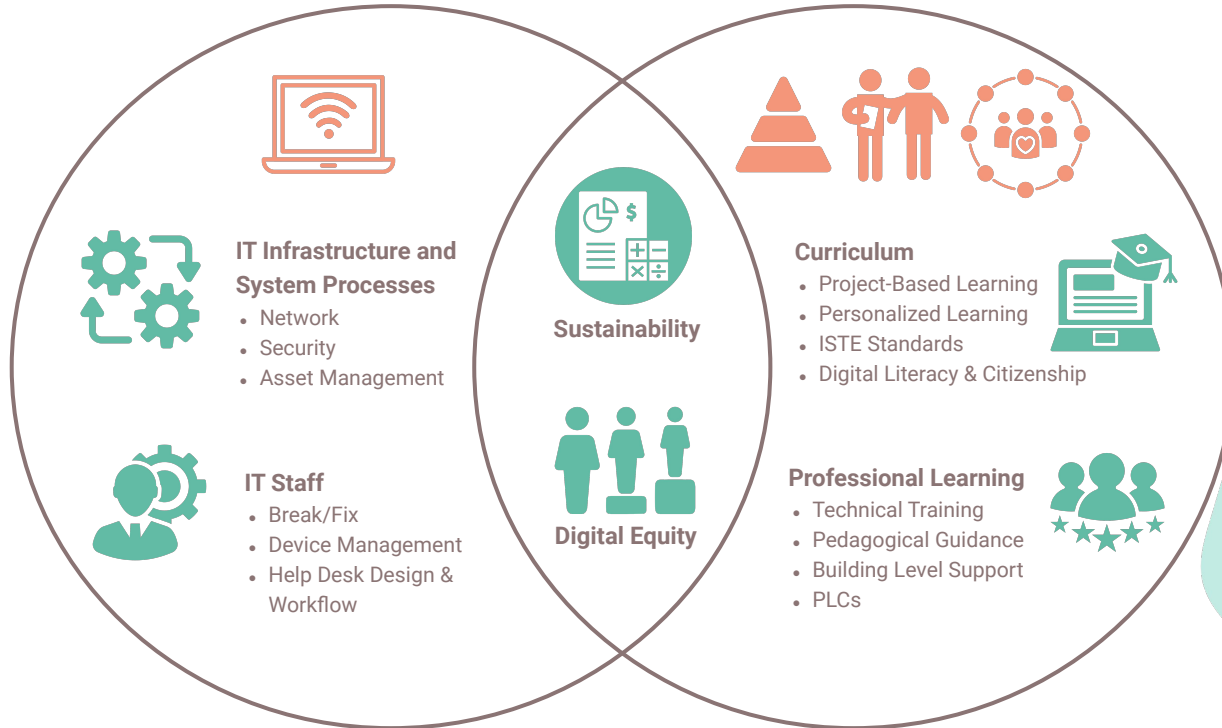 IT Infrastructure and
System Processes
• Network
• Security
• Asset Management
IT Staff
• Break/Fix
• Device Management
• Help Desk Design &
Workflow
$
Sustainability
Digital Equity
Curriculum
• Project-Based Learning
• Personalized Learning
• ISTE Standards
• Digital Literacy & Citizenship
Professional Learning
• Technical Training
• Pedagogical Guidance
• Building Level Support
• PLCs